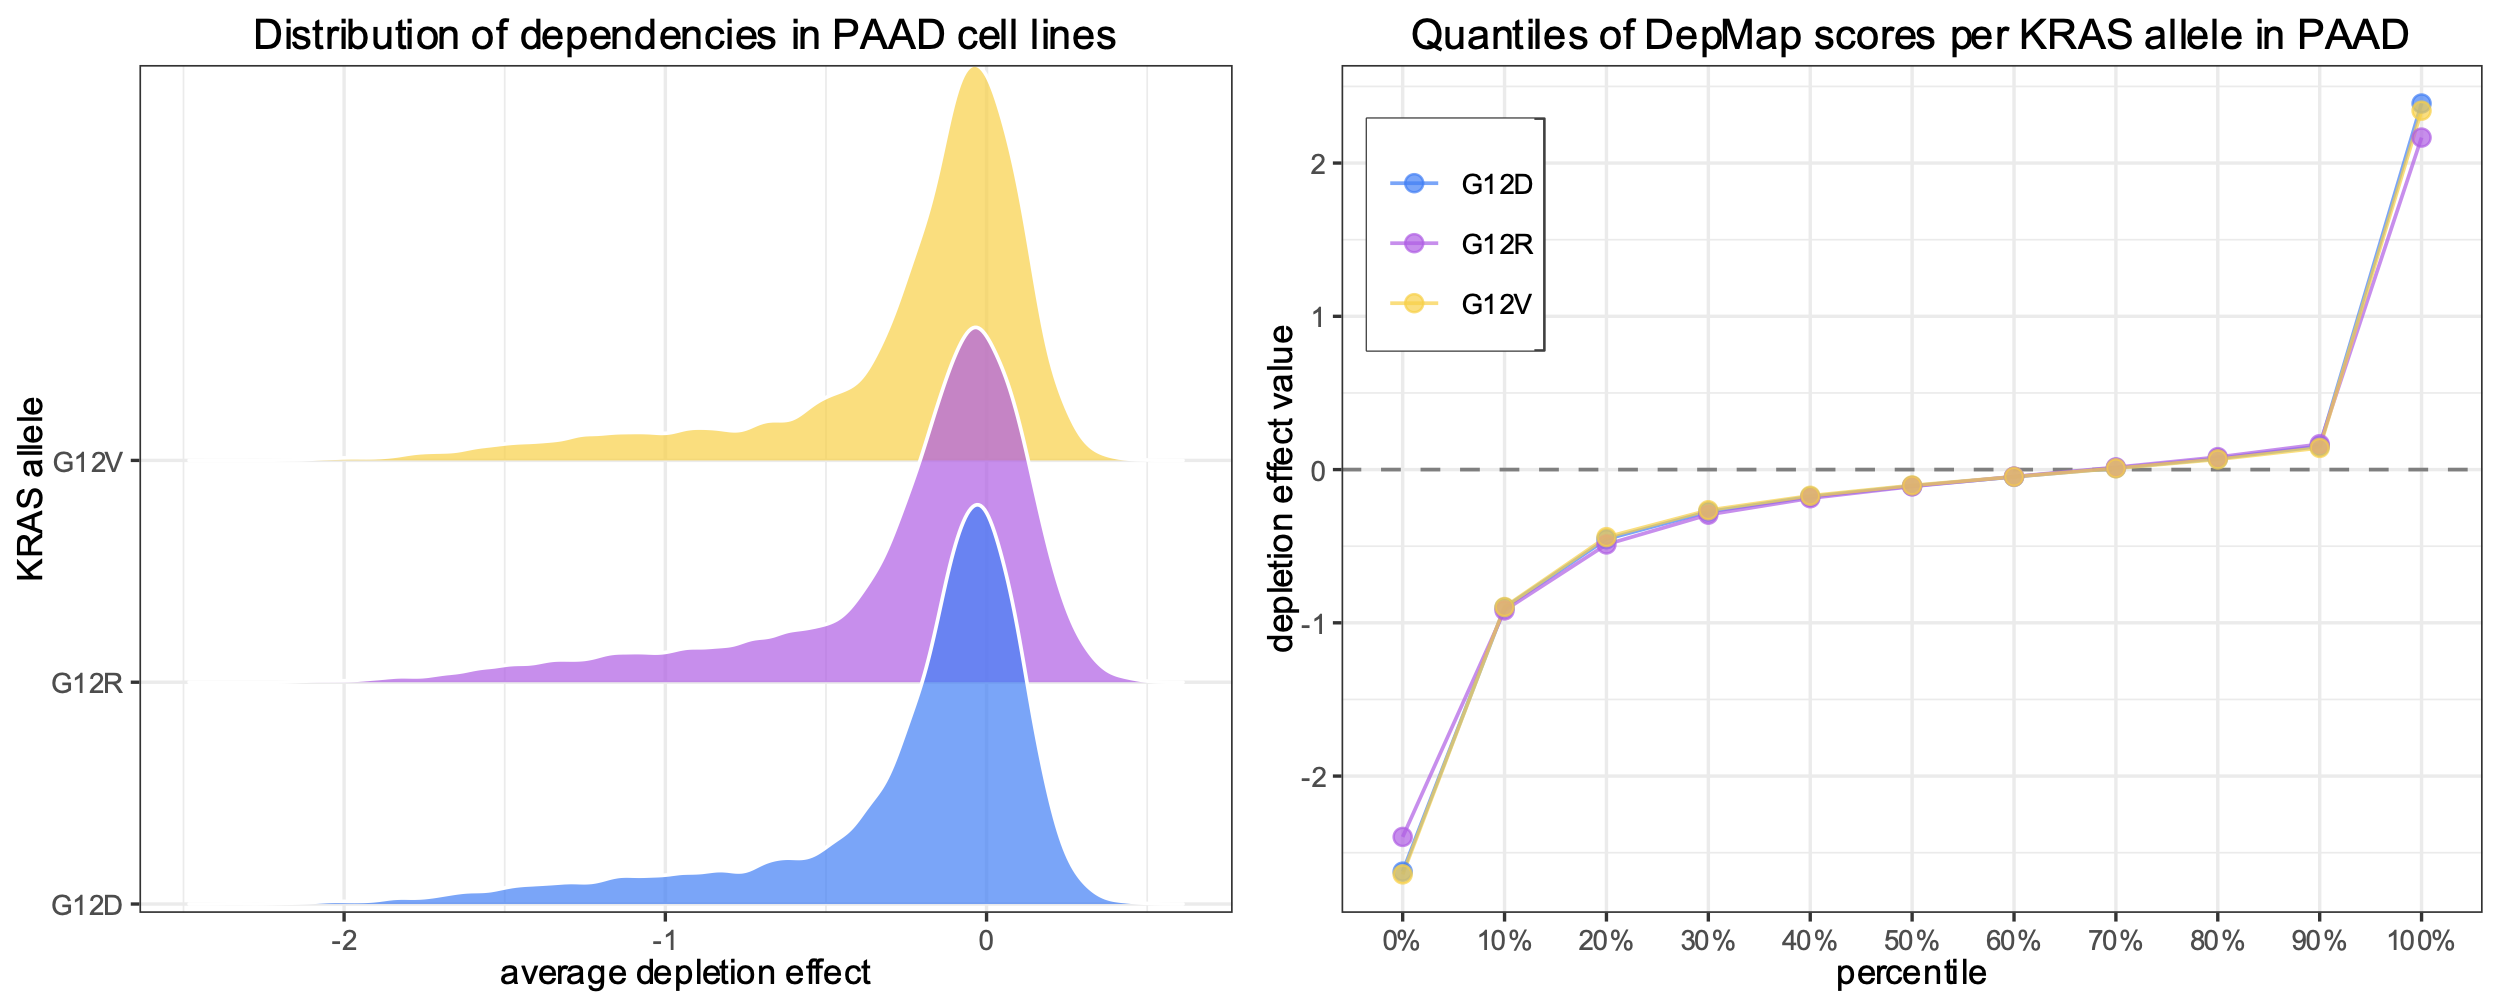 Distribution of dependencies in PAAD cell lines
KRAS allele
G12V
G12R
G12D
-2
-1
0
average depletion effect
Quantiles of DepMap scores per KRAS allele in PAAD
G12D
G12R
G12V
depletion effect value
2
1
0
-1
-2
0%
10%
20%
30%
40%
50%
60%
70%
80%
90%
100%
percentile